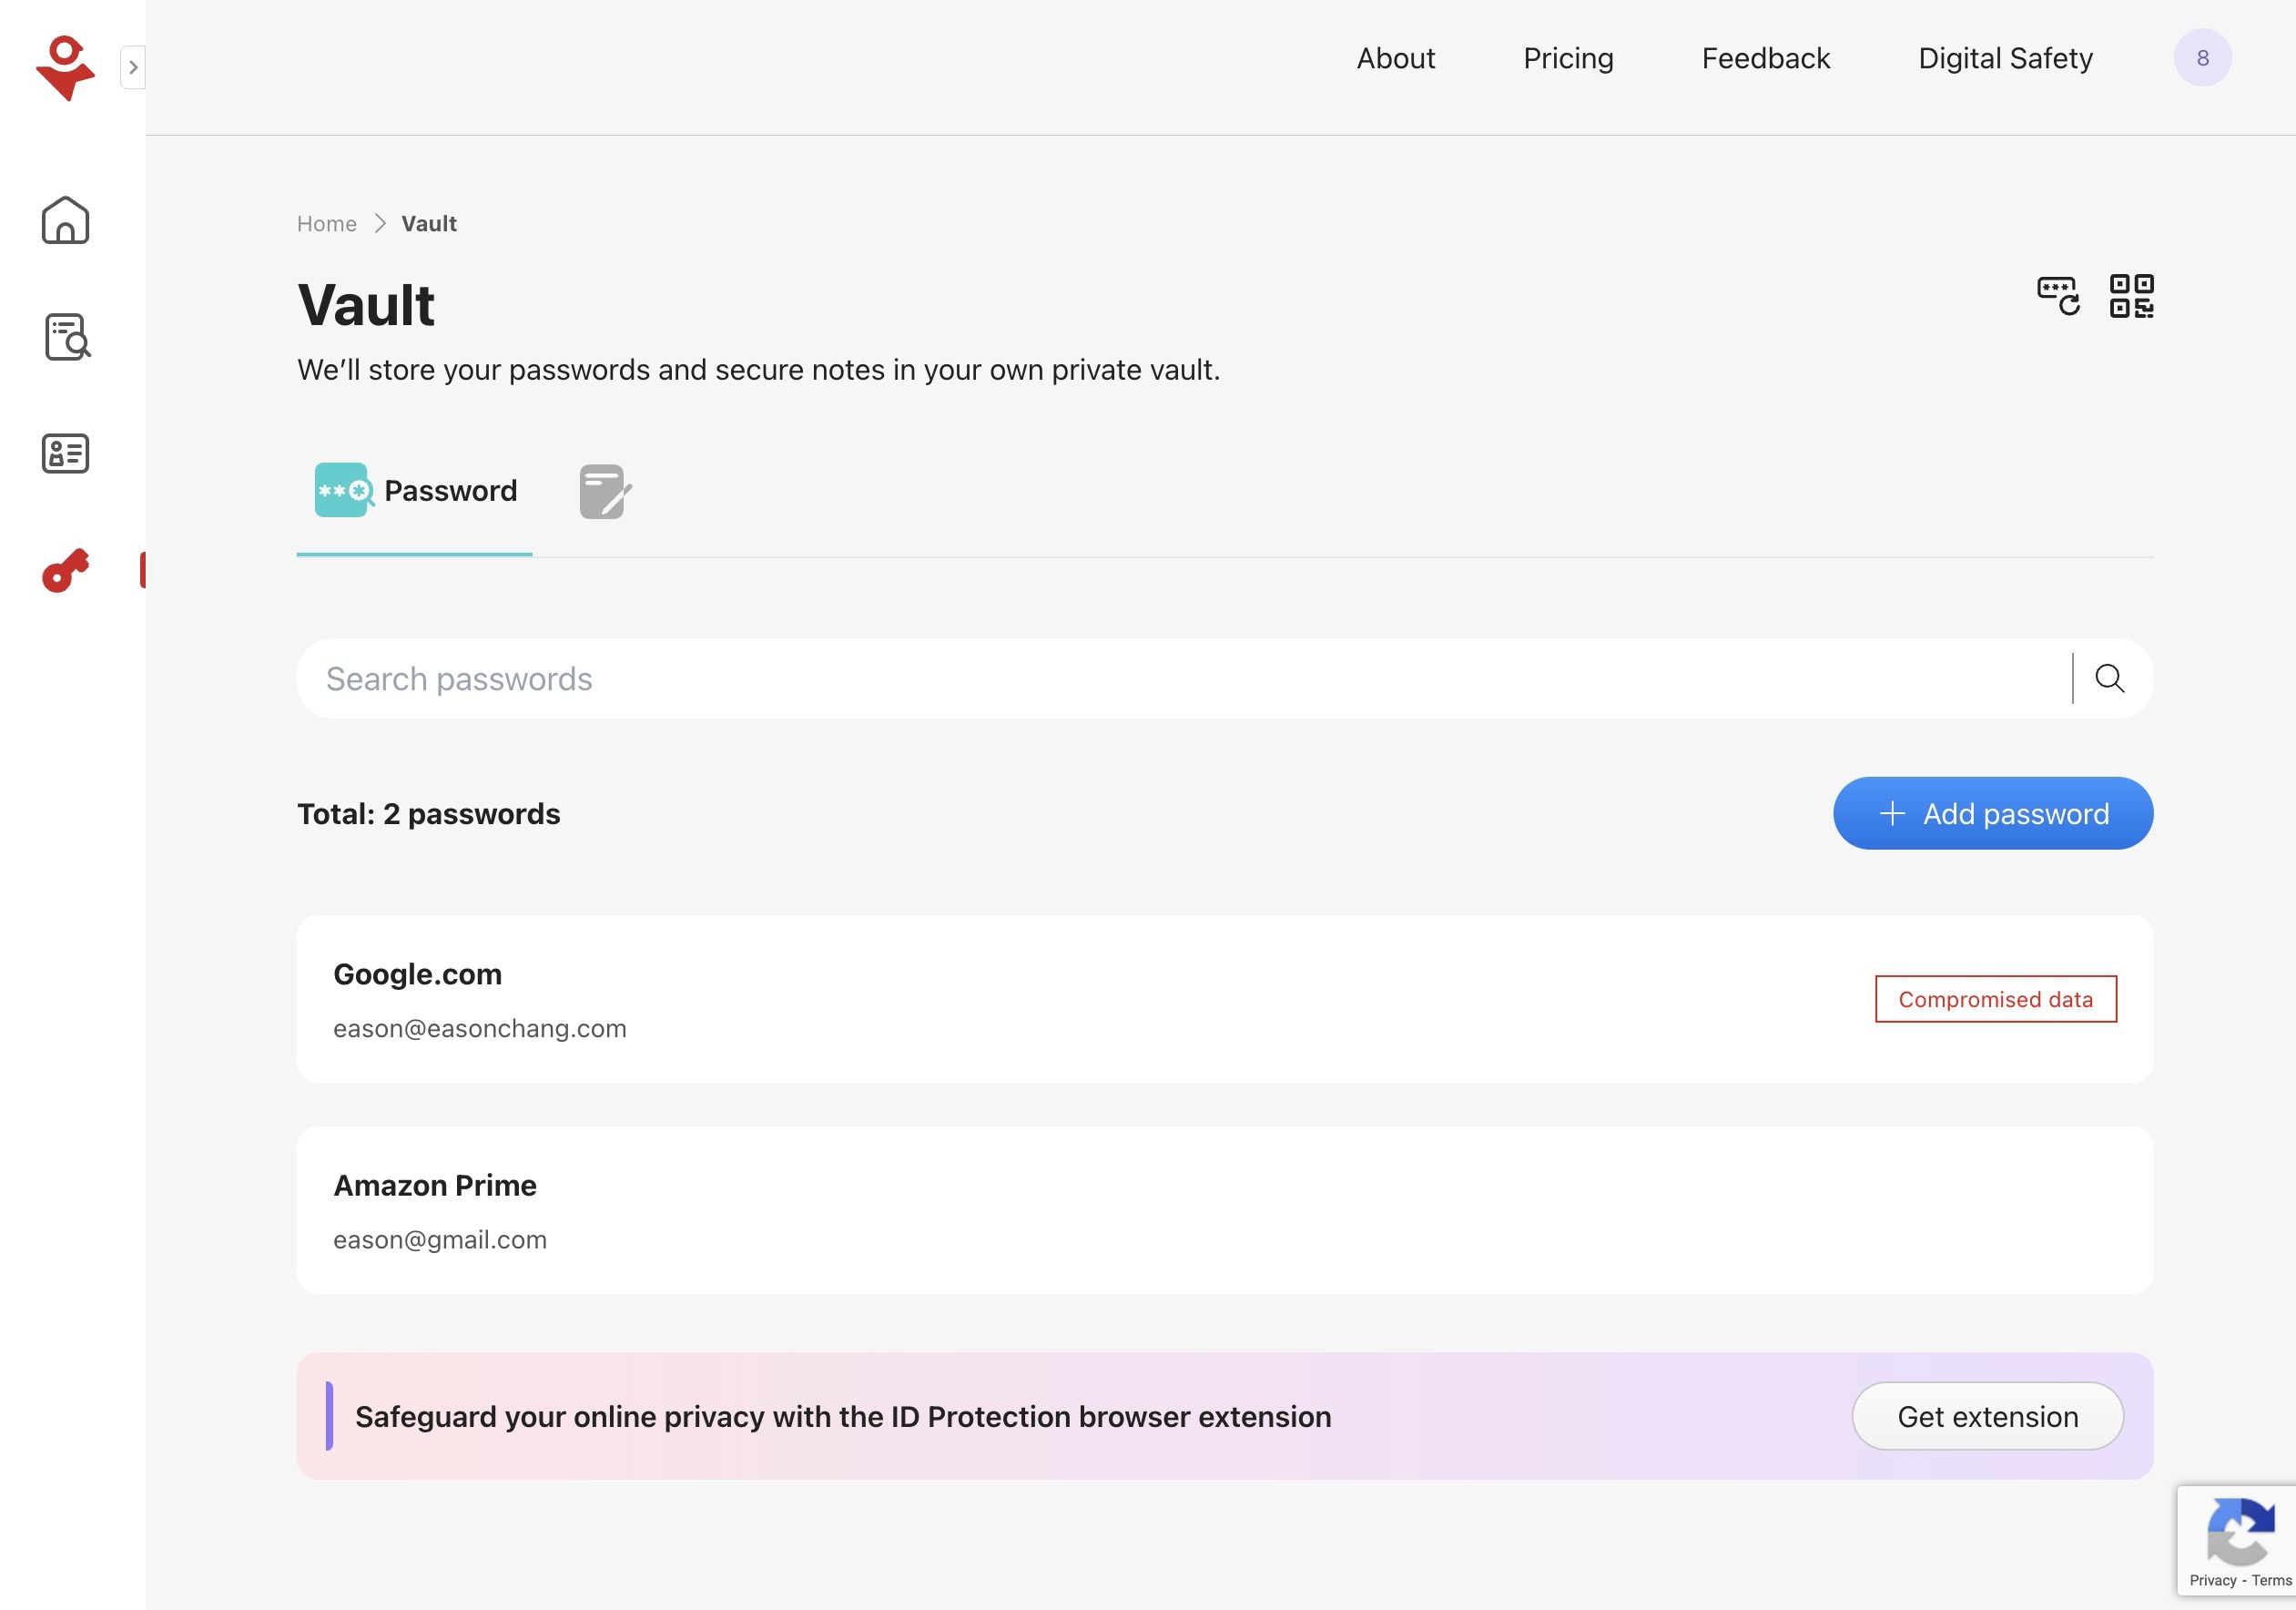 About Pricing Feedback Digital Safety 8
Home > Vault
Vault
We’ll store your passwords and secure notes in your own private vault.
Password
Search passwords
Total: 2 passwords
+ Add password
Google.com
eason@easonchang.com
Compromised data
Amazon Prime
eason@gmail.com
Safeguard your online privacy with the ID Protection browser extension
Get extension
Privacy - Terms